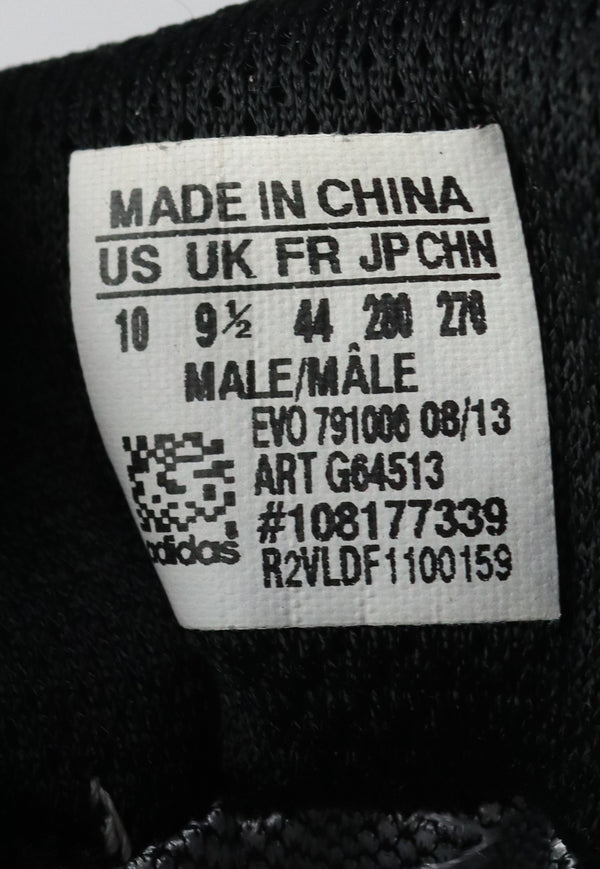 MADE IN CHINA
US UK FR JP CHN
10 9½ 44 280 270
MALE/MÂLE
EVO 791006 08/13
ART G64513
#108177339
adidas R2VLDF1100159